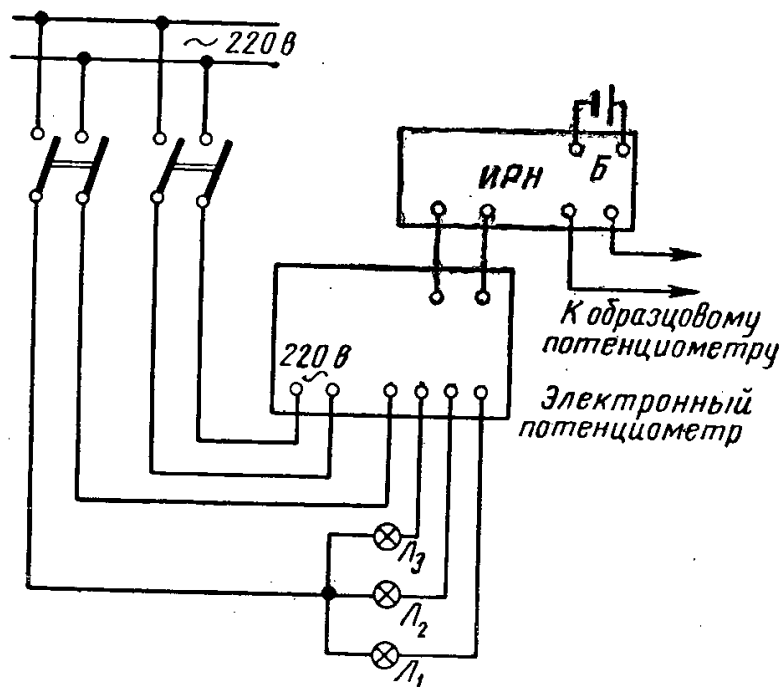 ~ 220 В
ИРН
Б
К образцовому
потенциометру
220 В
~
Электронный
потенциометр
Л₃
Л₂
Л₁